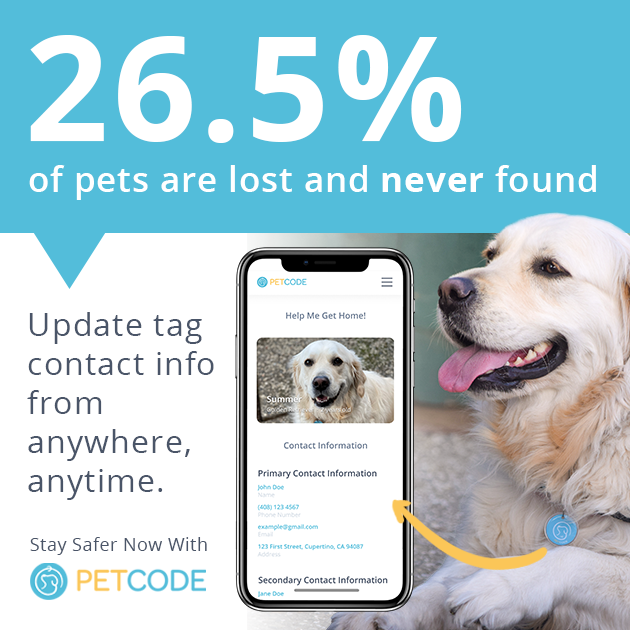 26.5%
of pets are lost and never found
Update tag
contact info
from
anywhere,
anytime.
Stay Safer Now With
PETCODE
PETCODE
Help Me Get Home!
Summer
Golden Retriever
Contact Information
Primary Contact Information
John Doe
Name
(408) 123 4567
Phone Number
example@gmail.com
Email
123 First Street, Cupertino, CA 94087
Address
Secondary Contact Information
Jane Doe